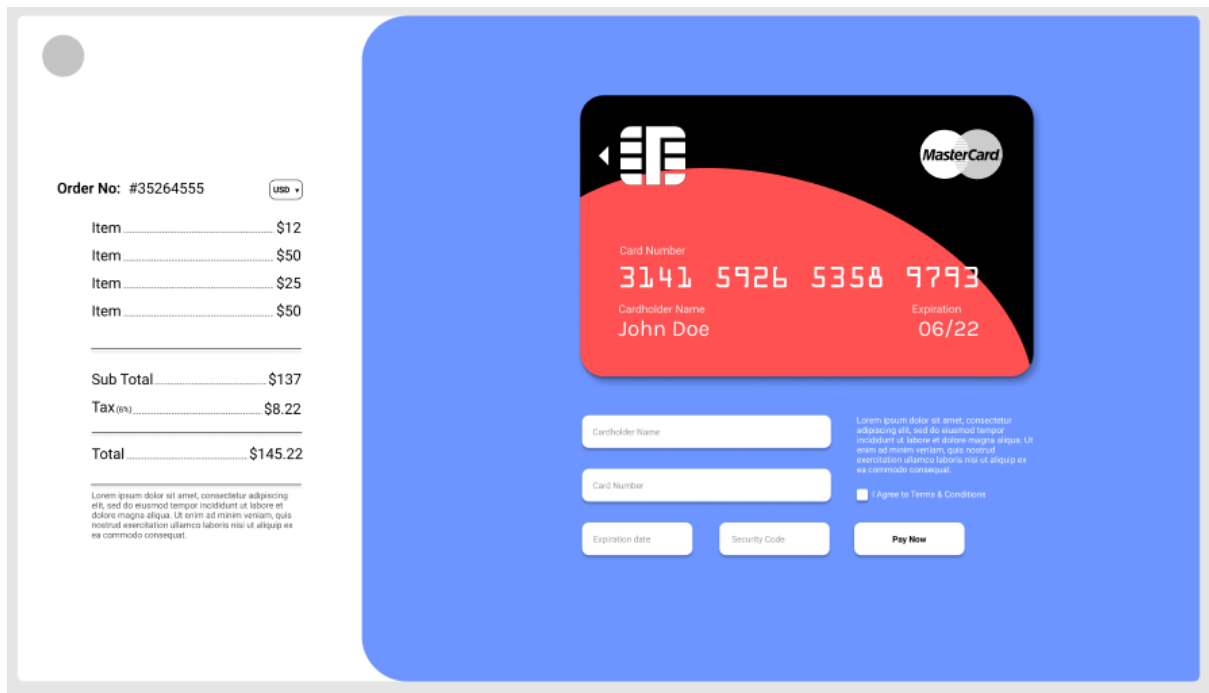 Order No: #35264555
USD ▾
Item $12
Item $50
Item $25
Item $50
Sub Total $137
Tax (6%) $8.22
Total $145.22
Lorem ipsum dolor sit amet, consectetur adipiscing
elit, sed do eiusmod tempor incididunt ut labore et
dolore magna aliqua. Ut enim ad minim veniam, quis
nostrud exercitation ullamco laboris nisi ut aliquip ex
ea commodo consequat.
MasterCard
Card Number
3141 5926 5358 9793
Cardholder Name Expiration
John Doe 06/22
Cardholder Name
Card Number
Expiration date
Security Code
Lorem ipsum dolor sit amet, consectetur
adipiscing elit, sed do eiusmod tempor
incididunt ut labore et dolore magna aliqua. Ut
enim ad minim veniam, quis nostrud
exercitation ullamco laboris nisi ut aliquip ex
ea commodo consequat.
I Agree to Terms & Conditions
Pay Now